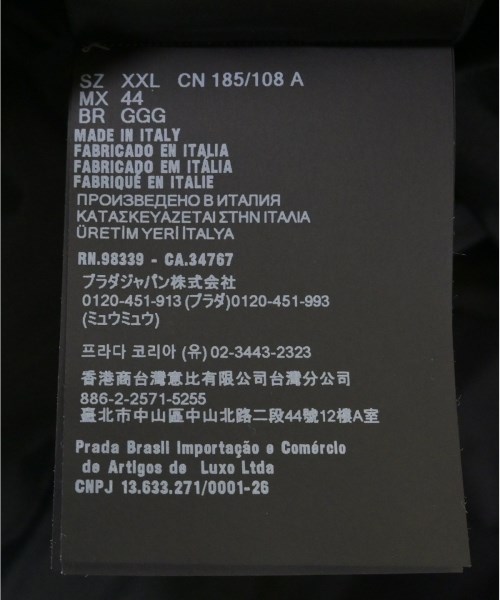 SZ XXL CN 185/108 A
MX 44
BR GGG
MADE IN ITALY
FABRICADO EN ITALIA
FABRICADO EM ITÁLIA
FABRIQUÉ EN ITALIE
ПРОИЗВЕДЕНО В ИТАЛИЯ
ΚΑΤΑΣΚΕΥΑΖΕΤΑΙ ΣΤΗΝ ΙΤΑΛΙΑ
ÜRETİM YERİ İTALYA
RN.98339 - CA.34767
プラダジャパン株式会社
0120-451-913 (プラダ)0120-451-993
(ミュウミュウ)
프라다 코리아 (유) 02-3443-2323
香港商台灣意比有限公司台灣分公司
886-2-2571-5255
臺北市中山區中山北路二段44號12樓A室
Prada Brasil Importação e Comércio
de Artigos de Luxo Ltda
CNPJ 13.633.271/0001-26